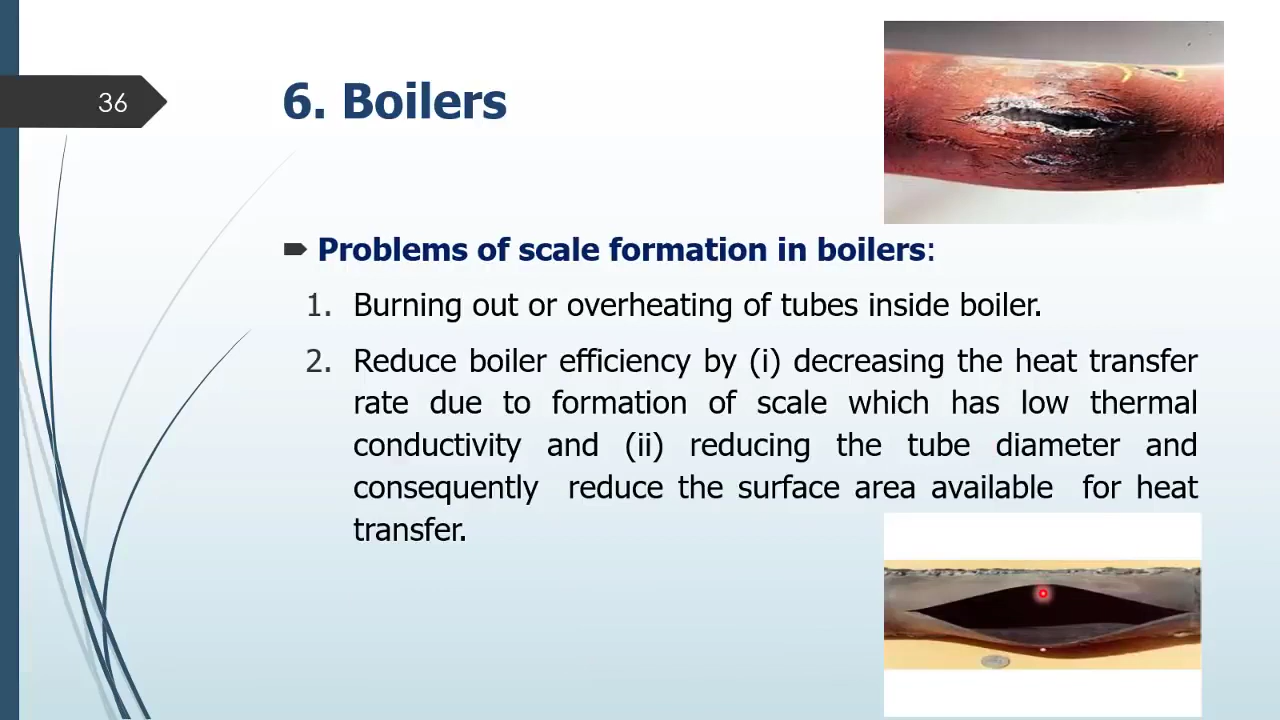 36
6. Boilers
Problems of scale formation in boilers:
1. Burning out or overheating of tubes inside boiler.
2. Reduce boiler efficiency by (i) decreasing the heat transfer
rate due to formation of scale which has low thermal
conductivity and (ii) reducing the tube diameter and
consequently reduce the surface area available for heat
transfer.